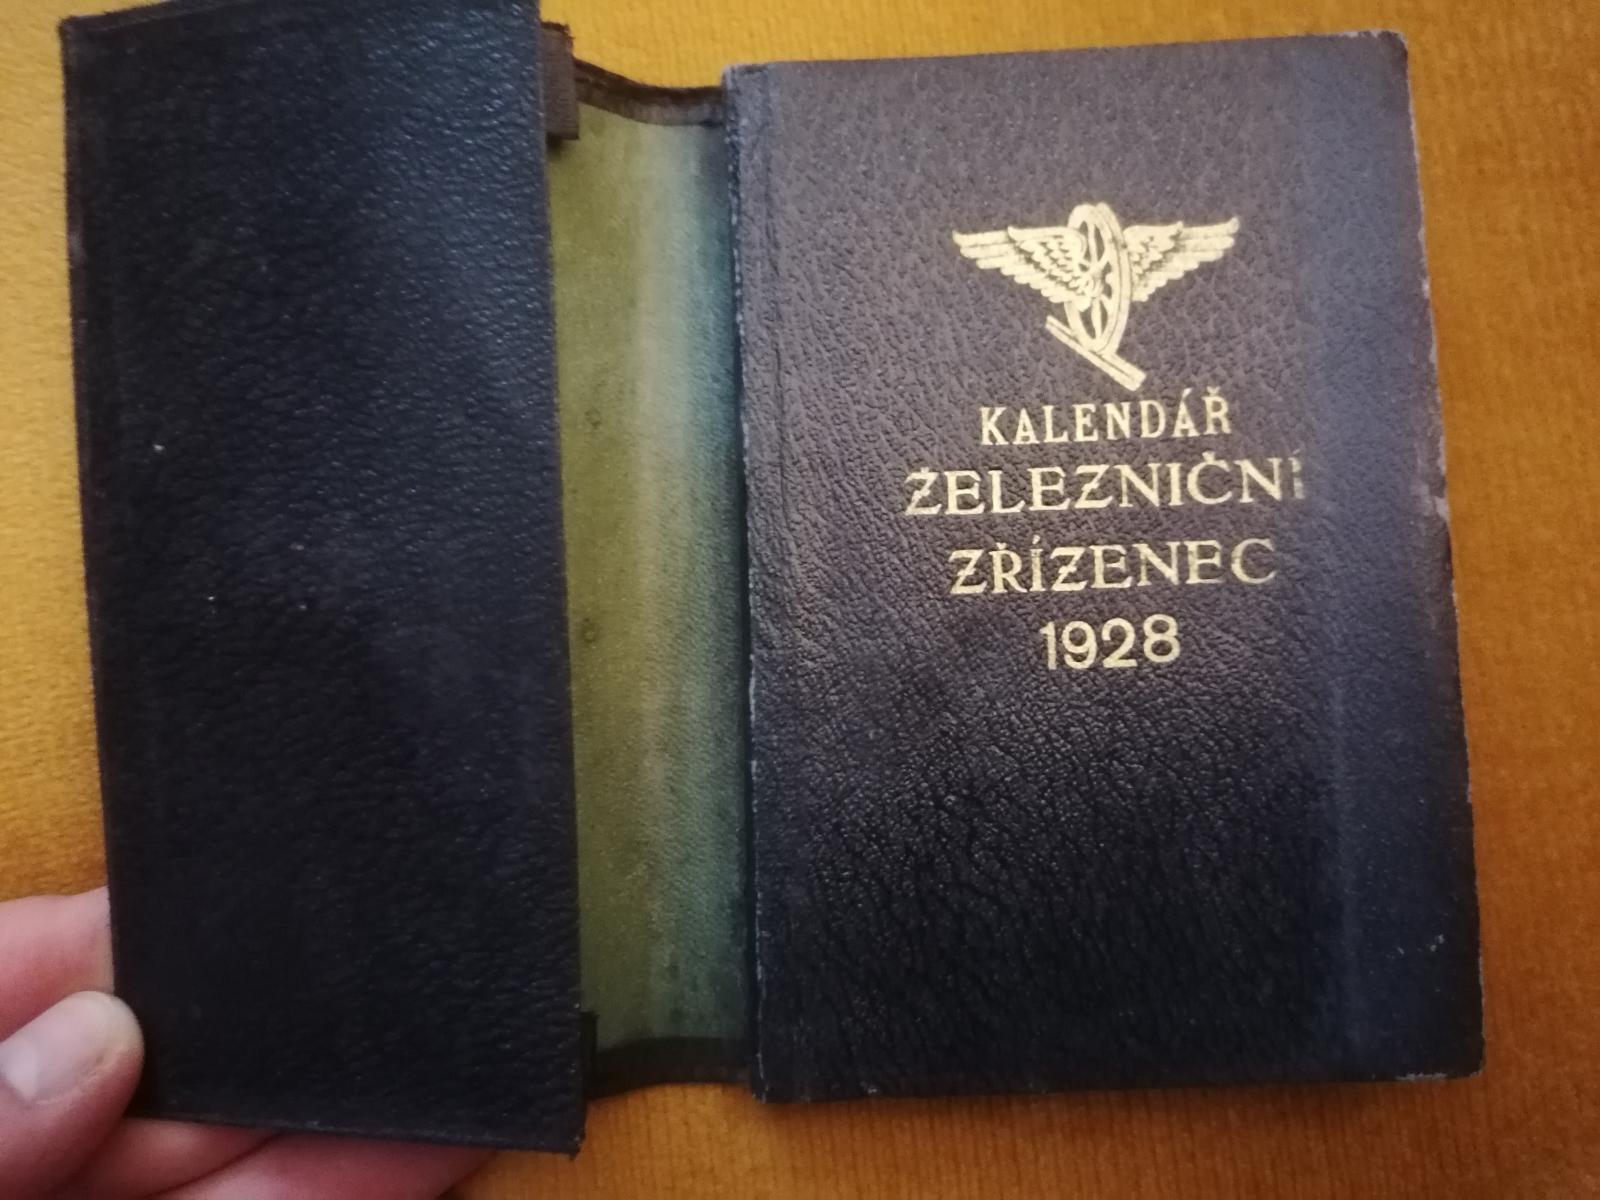 KALENDÁŘ
ŽELEZNIČNÍ
ZŘÍZENEC
1928